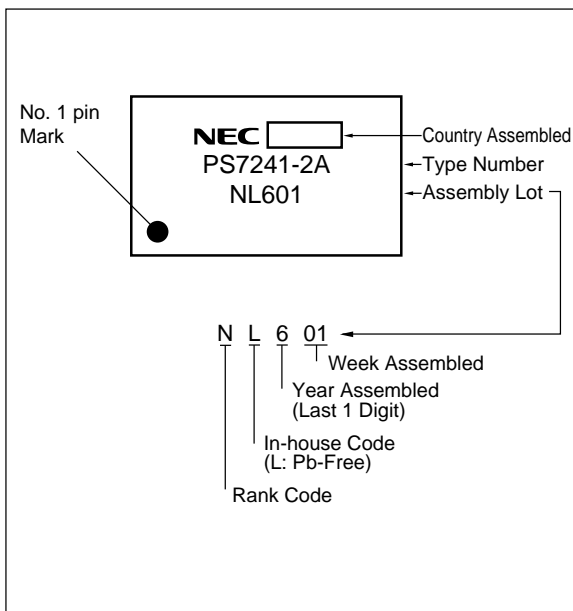 No. 1 pin
Mark
NEC
Country Assembled
PS7241-2A
Type Number
NL601
Assembly Lot
N L 6 01
Week Assembled
Year Assembled
(Last 1 Digit)
In-house Code
(L: Pb-Free)
Rank Code